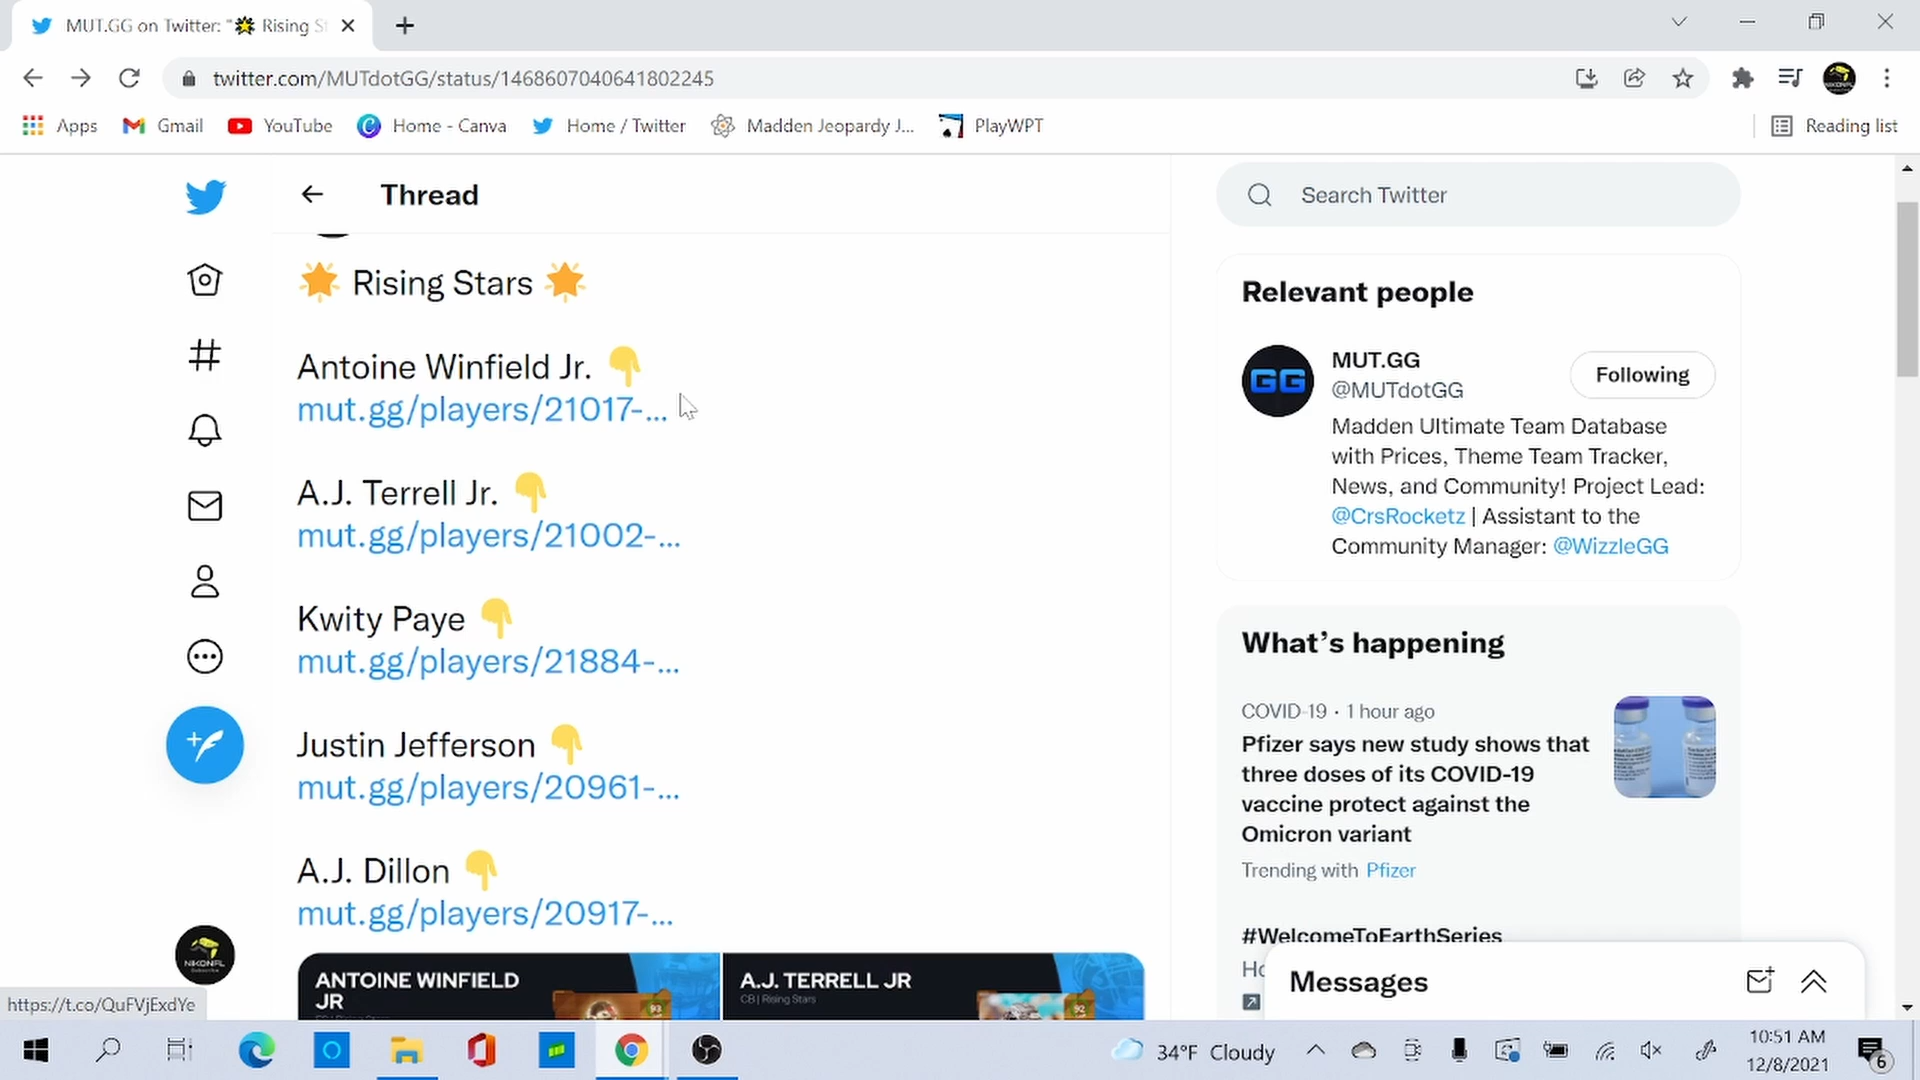 MUT.GG on Twitter: "🌟 Rising St
twitter.com/MUTdotGG/status/1468607040641802245
Apps
Gmail
YouTube
Home - Canva
Home / Twitter
Madden Jeopardy J...
PlayWPT
Reading list
Thread
Search Twitter
🌟 Rising Stars 🌟
Antoine Winfield Jr. 👇
mut.gg/players/21017-...
A.J. Terrell Jr. 👇
mut.gg/players/21002-...
Kwity Paye 👇
mut.gg/players/21884-...
Justin Jefferson 👇
mut.gg/players/20961-...
A.J. Dillon 👇
mut.gg/players/20917-...
ANTOINE WINFIELD
JR
93
A.J. TERRELL JR
CB | Rising Stars
92
Relevant people
GG
MUT.GG
@MUTdotGG
Following
Madden Ultimate Team Database
with Prices, Theme Team Tracker,
News, and Community! Project Lead:
@CrsRocketz | Assistant to the
Community Manager: @WizzleGG
What's happening
COVID-19 · 1 hour ago
Pfizer says new study shows that
three doses of its COVID-19
vaccine protect against the
Omicron variant
Trending with Pfizer
#WelcomeToEarthSeries
Ho
Messages
NIKONFL
https://t.co/QuFVjExdYe
34°F Cloudy
10:51 AM
12/8/2021
6